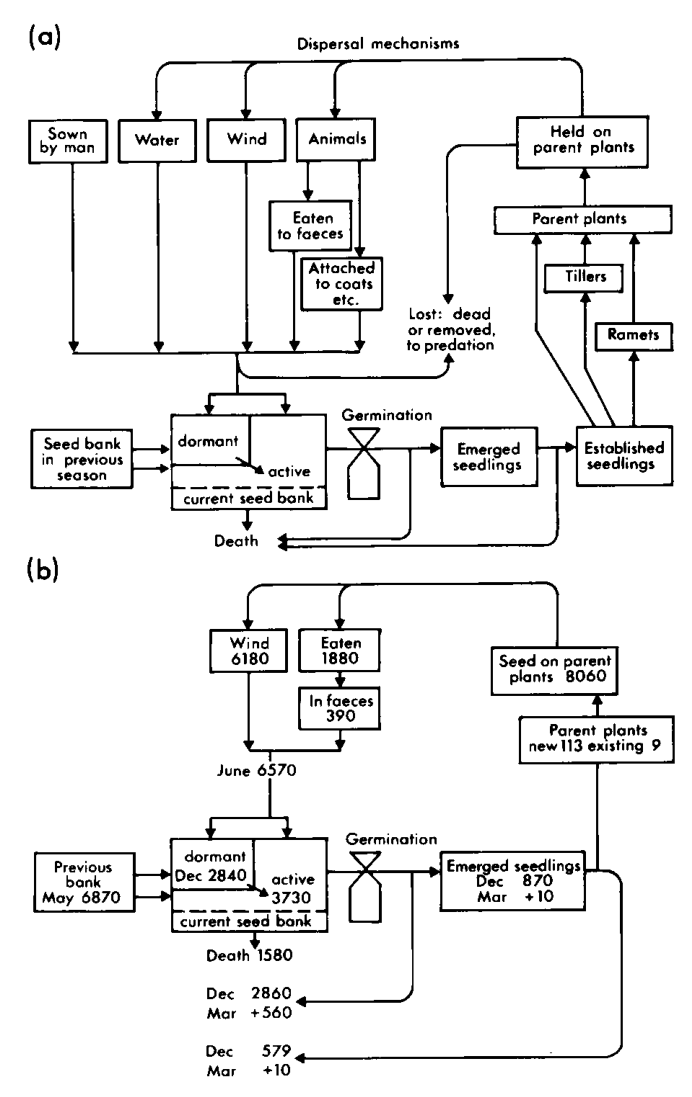 (a)
Dispersal mechanisms
Sown
by man
Water
Wind
Animals
Held on
parent plants
Eaten
to faeces
Parent plants
Attached
to coats
etc.
Tillers
Lost: dead
or removed,
to predation
Ramets
Germination
Seed bank
in previous
season
dormant
active
current seed bank
Emerged
seedlings
Established
seedlings
Death
(b)
Wind
6180
Eaten
1880
Seed on parent
plants 8060
In faeces
390
Parent plants
new 113 existing 9
June 6570
Germination
Previous
bank
May 6870
dormant
Dec 2840
active
3730
current seed bank
Emerged seedlings
Dec 870
Mar +10
Death 1580
Dec 2860
Mar +560
Dec 579
Mar +10